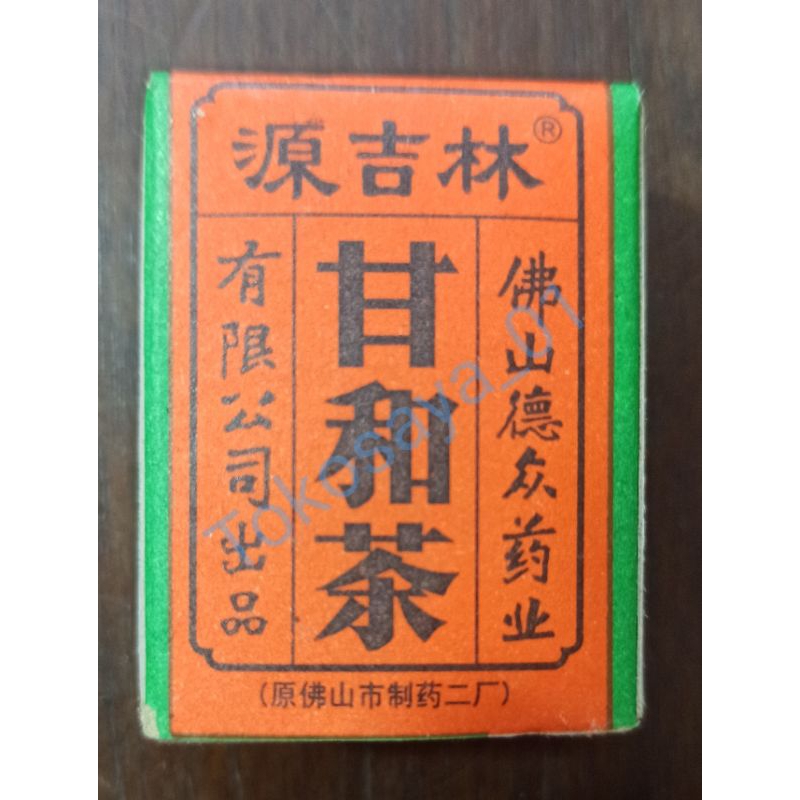 源吉林®
甘和茶
佛山德众药业
有限公司出品
(原佛山市制药二厂)
Tokosaya_01